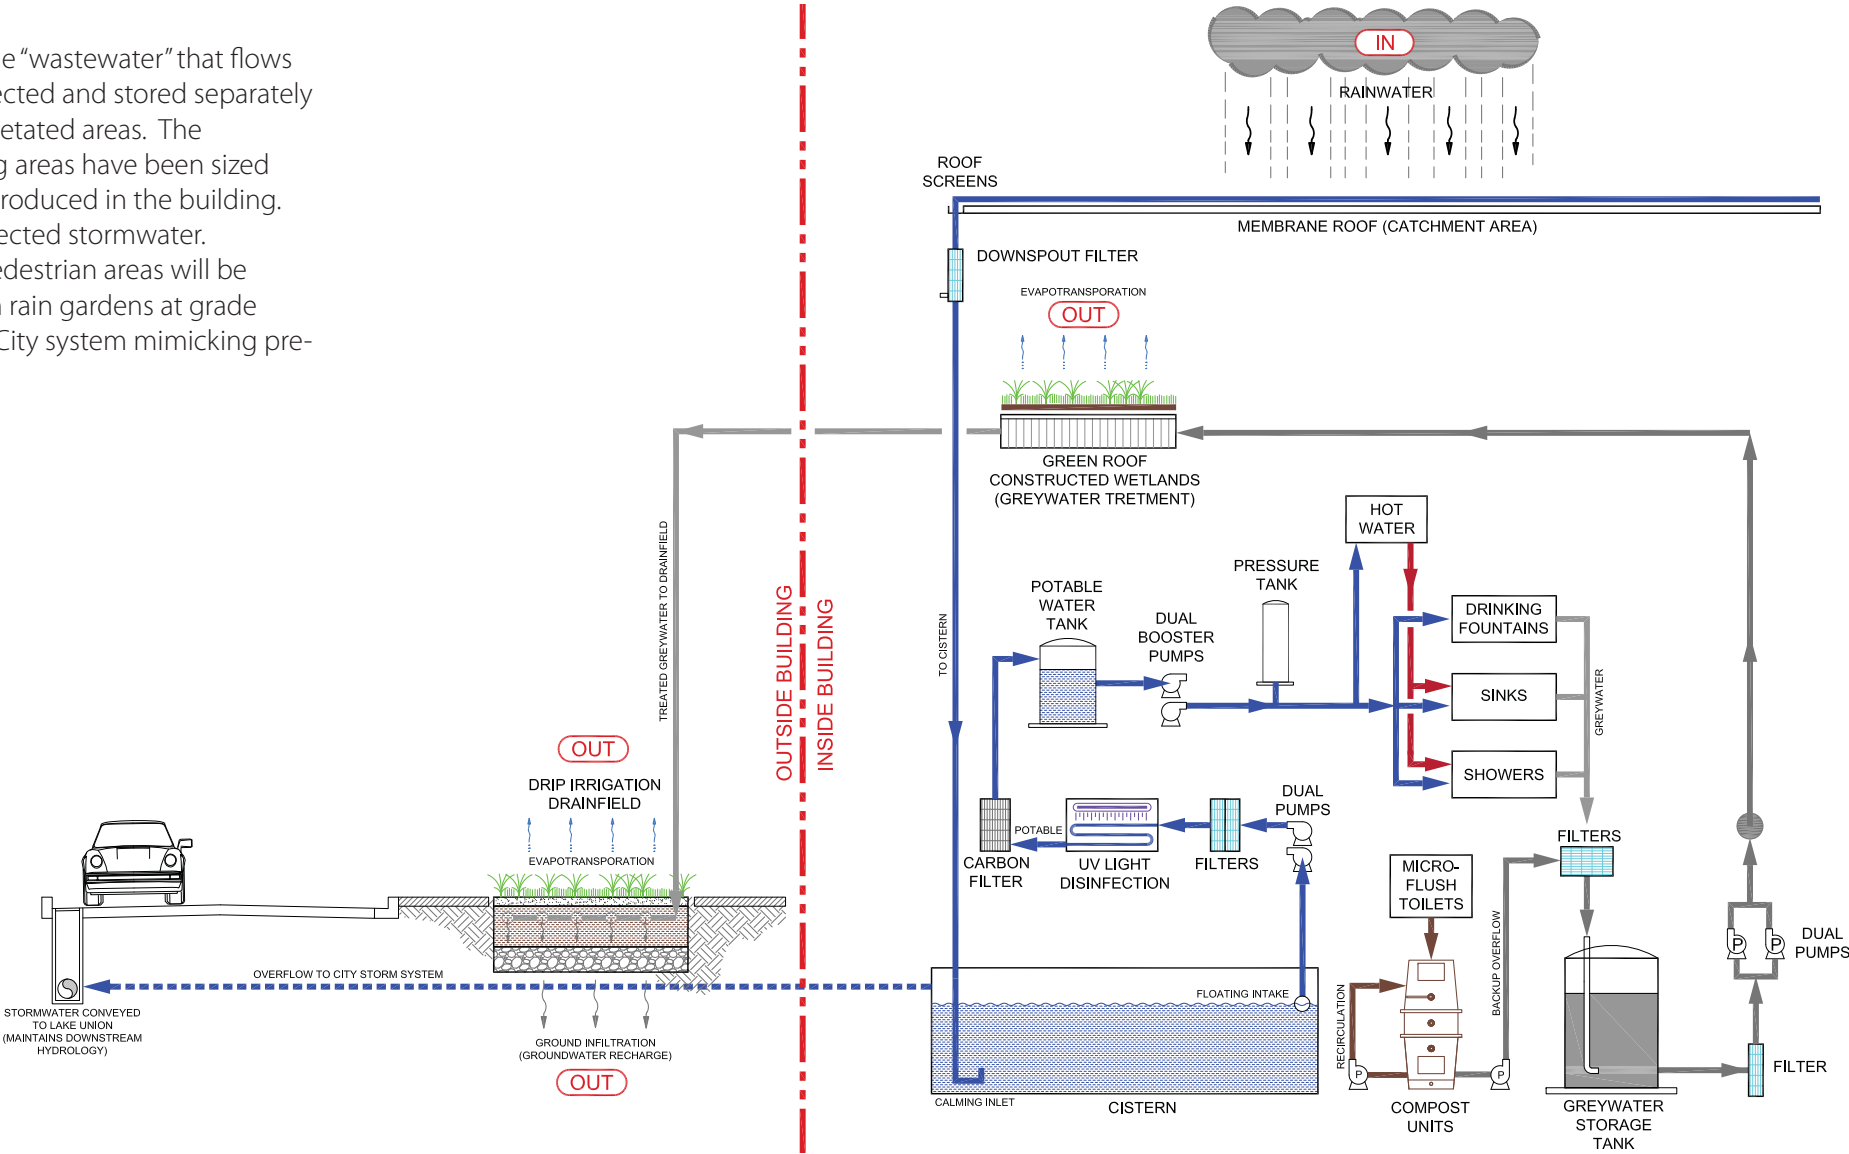 e “wastewater” that flows
ected and stored separately
etated areas. The
g areas have been sized
roduced in the building.
ected stormwater.
edestrian areas will be
n rain gardens at grade
City system mimicking pre-
IN
RAINWATER
ROOF
SCREENS
MEMBRANE ROOF (CATCHMENT AREA)
DOWNSPOUT FILTER
EVAPOTRANSPORATION
OUT
GREEN ROOF
CONSTRUCTED WETLANDS
(GREYWATER TRETMENT)
TREATED GREYWATER TO DRAINFIELD
OUTSIDE BUILDING
INSIDE BUILDING
TO CISTERN
HOT
WATER
PRESSURE
TANK
POTABLE
WATER
TANK
DUAL
BOOSTER
PUMPS
DRINKING
FOUNTAINS
SINKS
SHOWERS
GREYWATER
OUT
DRIP IRRIGATION
DRAINFIELD
EVAPOTRANSPORATION
CARBON
FILTER
POTABLE
UV LIGHT
DISINFECTION
FILTERS
DUAL
PUMPS
MICRO-
FLUSH
TOILETS
FILTERS
BACKUP OVERFLOW
RECIRCULATION
P
P
COMPOST
UNITS
P
P
DUAL
PUMPS
FILTER
GREYWATER
STORAGE
TANK
OVERFLOW TO CITY STORM SYSTEM
STORMWATER CONVEYED
TO LAKE UNION
(MAINTAINS DOWNSTREAM
HYDROLOGY)
GROUND INFILTRATION
(GROUNDWATER RECHARGE)
OUT
FLOATING INTAKE
CALMING INLET
CISTERN